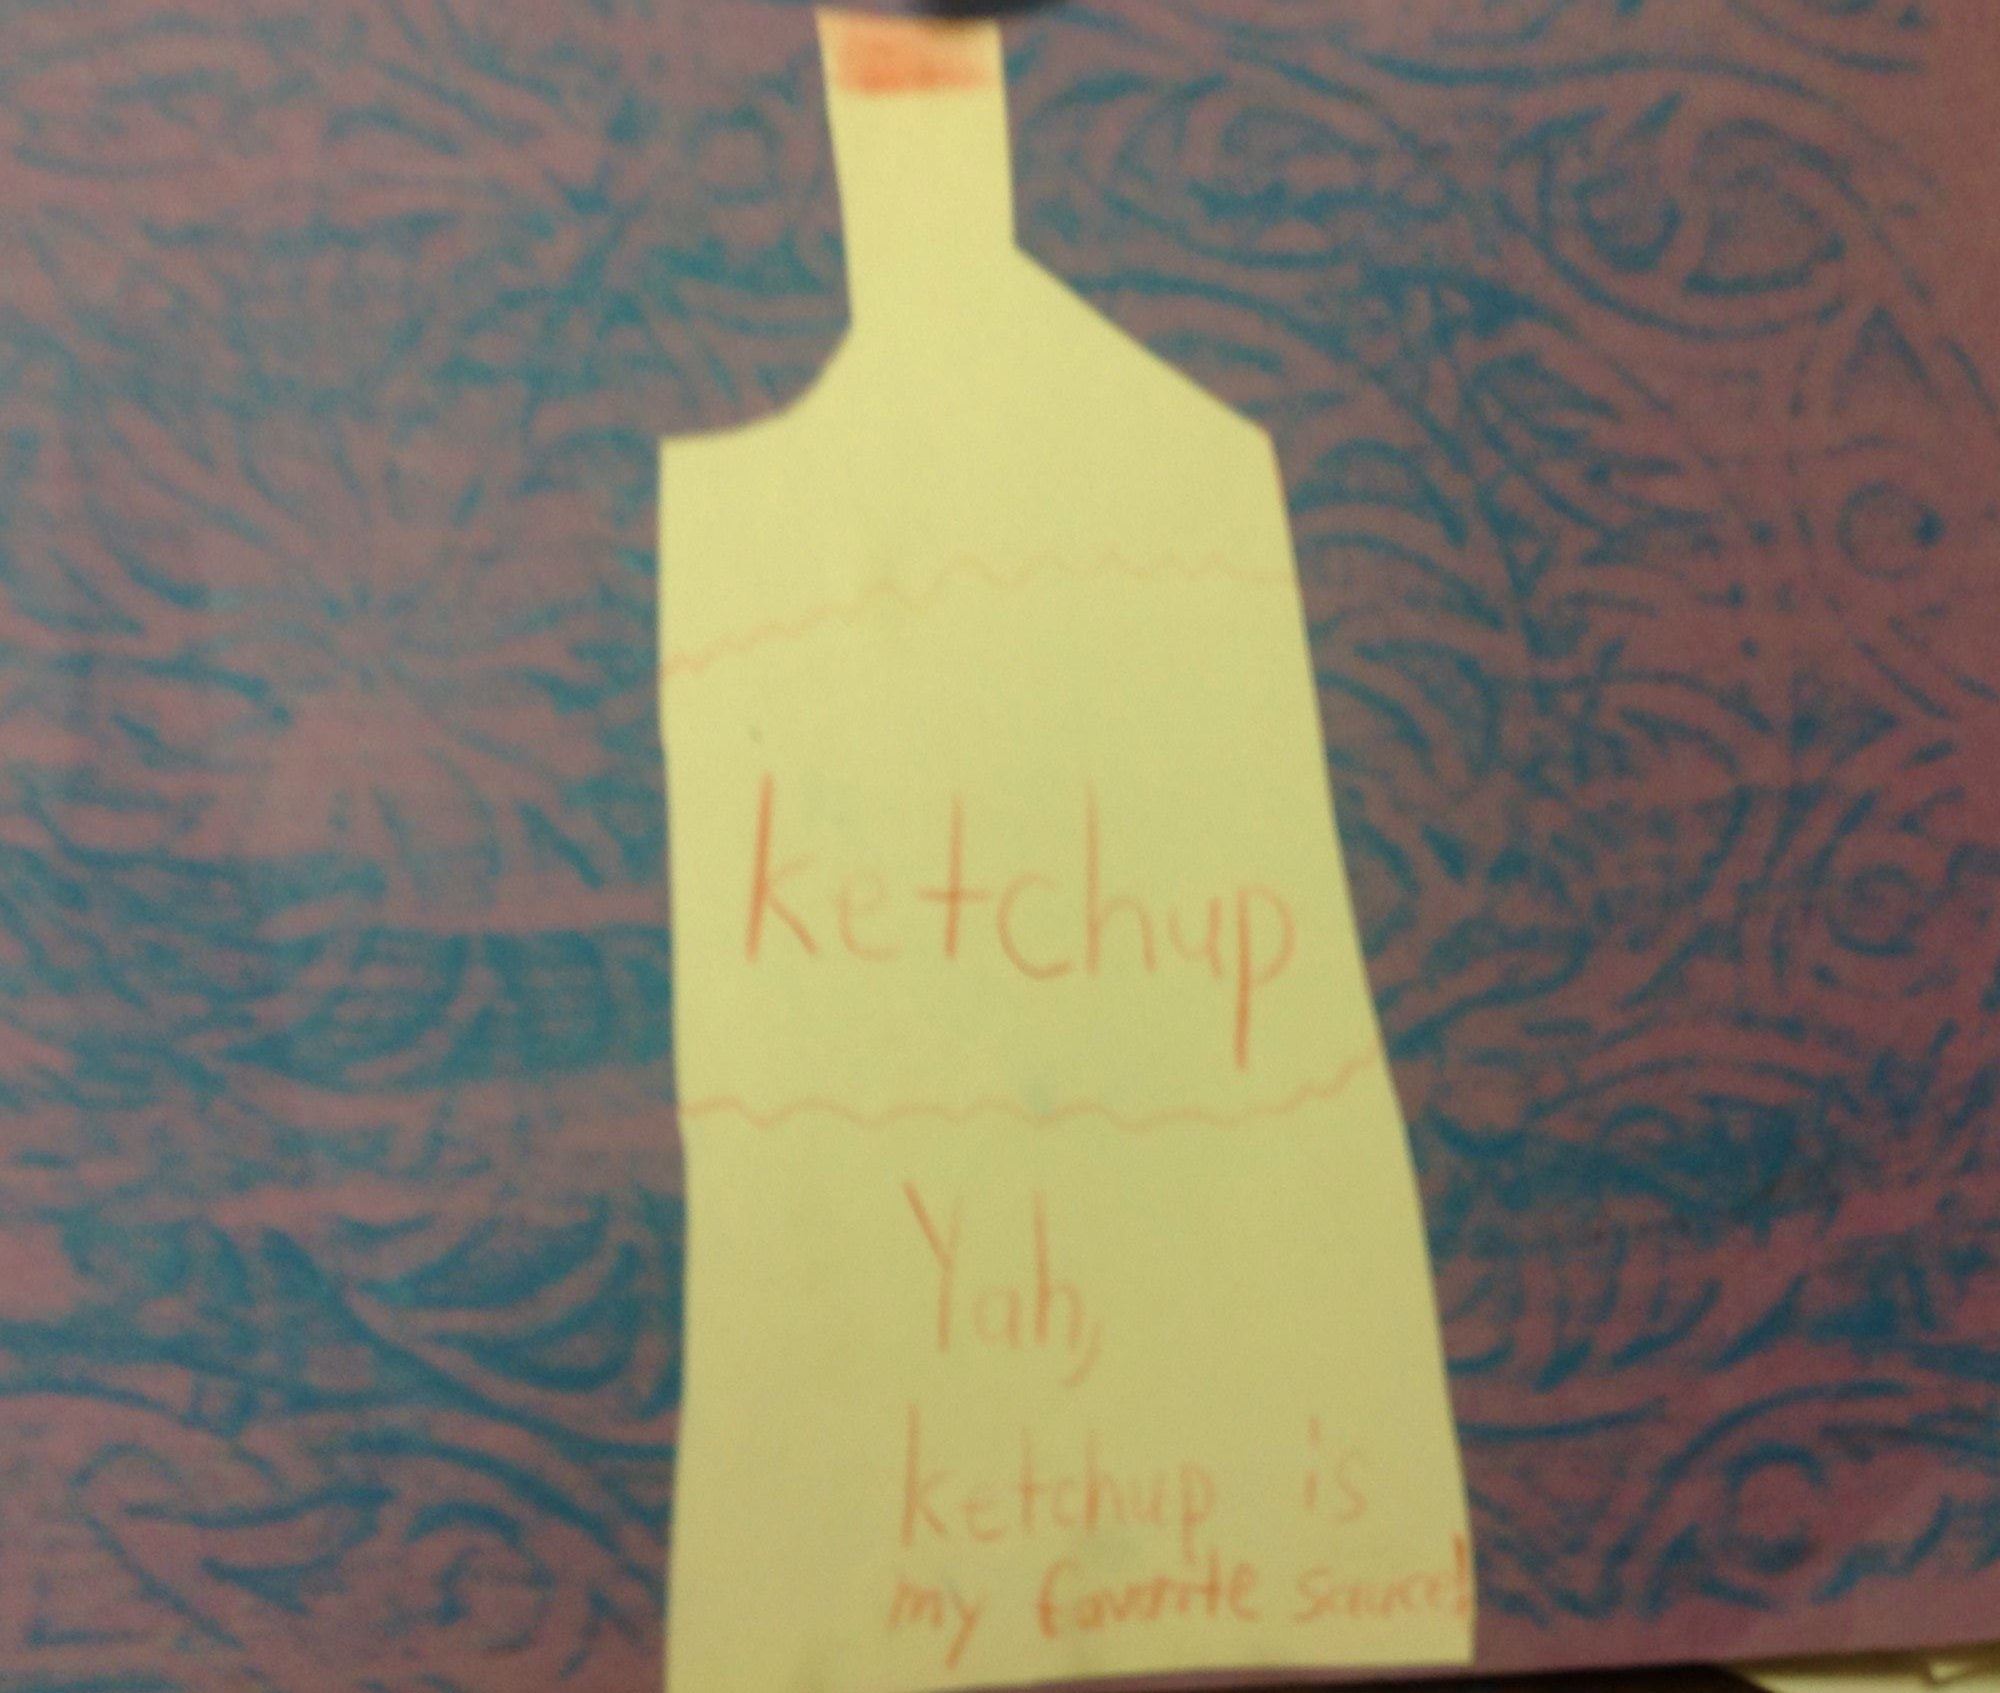 ketchup
Yah,
ketchup is
my favorite sauce!